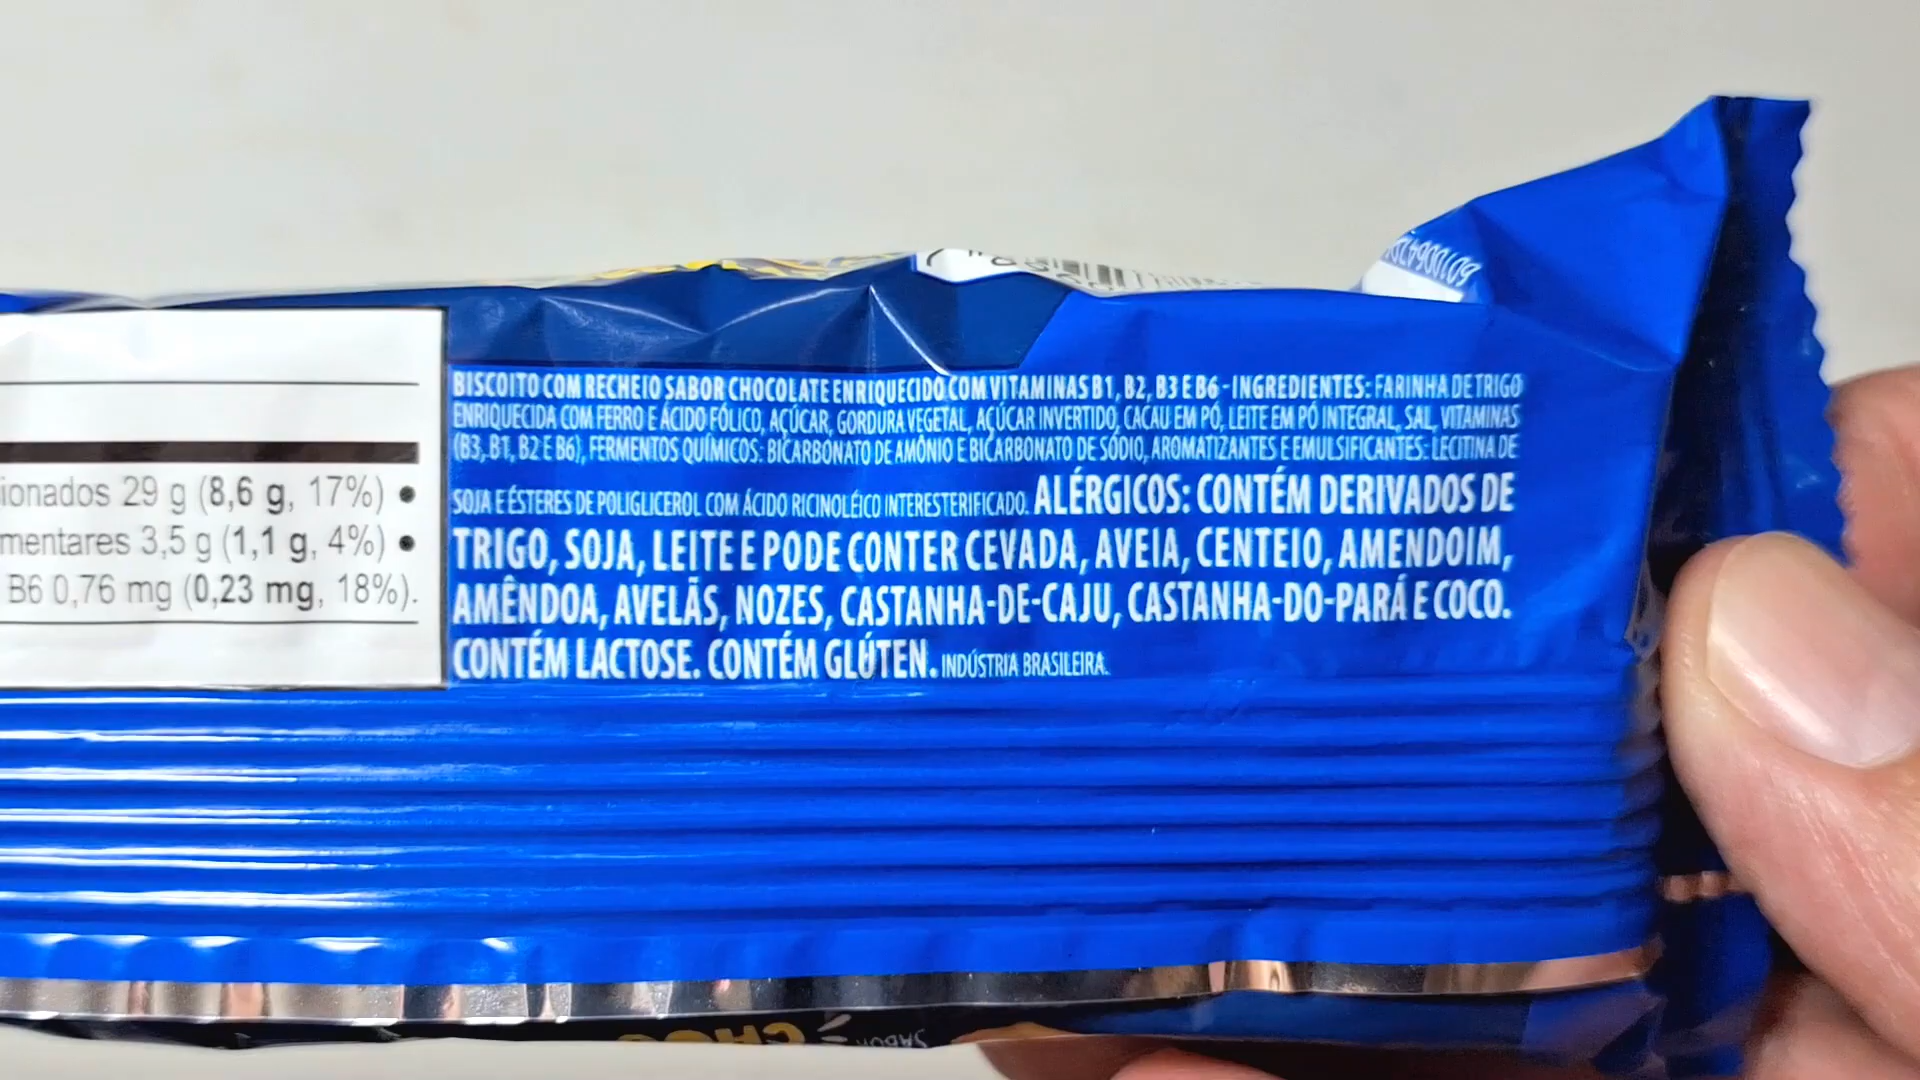 BISCOITO COM RECHEIO SABOR CHOCOLATE ENRIQUECIDO COM VITAMINAS B1, B2, B3 E B6 - INGREDIENTES: FARINHA DE TRIGO
ENRIQUECIDA COM FERRO E ÁCIDO FÓLICO, AÇÚCAR, GORDURA VEGETAL, AÇÚCAR INVERTIDO, CACAU EM PÓ, LEITE EM PÓ INTEGRAL, SAL, VITAMINAS
(B3, B1, B2 E B6), FERMENTOS QUÍMICOS: BICARBONATO DE AMÔNIO E BICARBONATO DE SÓDIO, AROMATIZANTES E EMULSIFICANTES: LECITINA DE
SOJA E ÉSTERES DE POLIGLICEROL COM ÁCIDO RICINOLÉICO INTERESTERIFICADO. ALÉRGICOS: CONTÉM DERIVADOS DE
TRIGO, SOJA, LEITE E PODE CONTER CEVADA, AVEIA, CENTEIO, AMENDOIM,
AMÊNDOA, AVELÃS, NOZES, CASTANHA-DE-CAJU, CASTANHA-DO-PARÁ E COCO.
CONTÉM LACTOSE. CONTÉM GLÚTEN. INDÚSTRIA BRASILEIRA.
ionados 29 g (8,6 g, 17%) •
mentares 3,5 g (1,1 g, 4%) •
B6 0,76 mg (0,23 mg, 18%).
SABOR